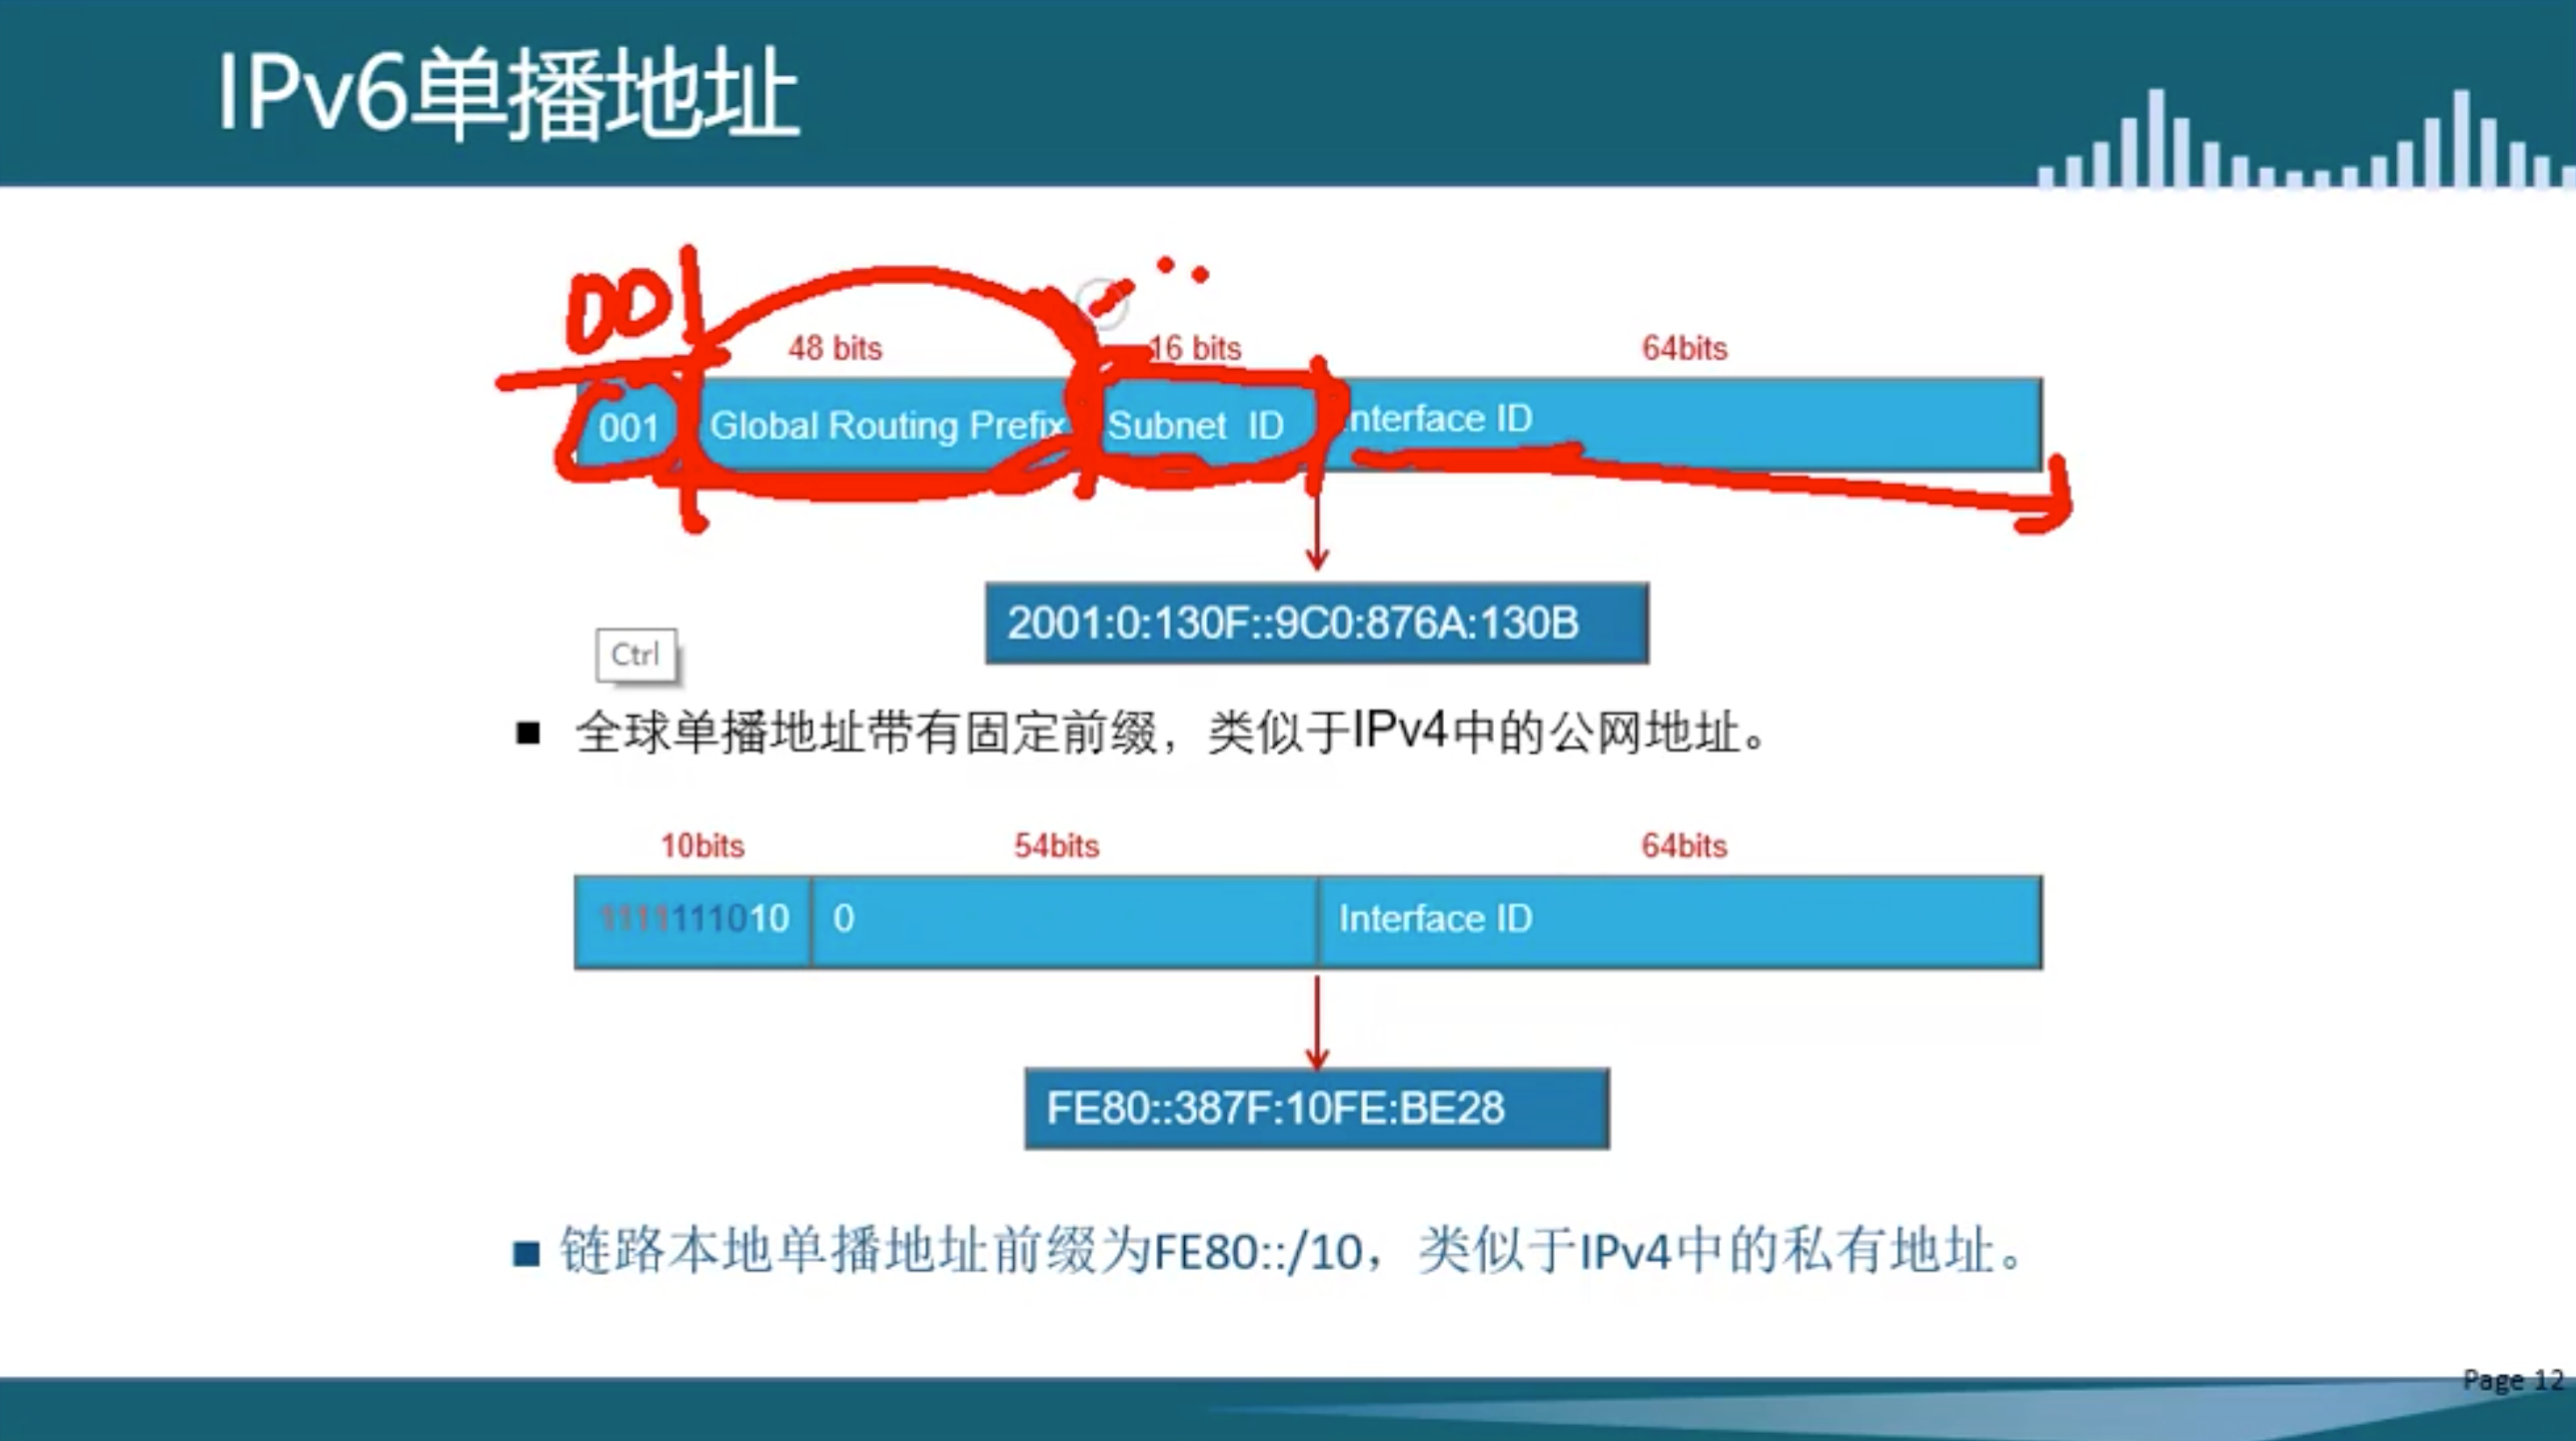 IPv6单播地址
001
48 bits 16 bits 64bits
001 Global Routing Prefix Subnet ID Interface ID
2001:0:130F::9C0:876A:130B
Ctrl
■ 全球单播地址带有固定前缀，类似于IPv4中的公网地址。
10bits 54bits 64bits
1111111010 0 Interface ID
FE80::387F:10FE:BE28
■ 链路本地单播地址前缀为FE80::/10，类似于IPv4中的私有地址。
Page 12